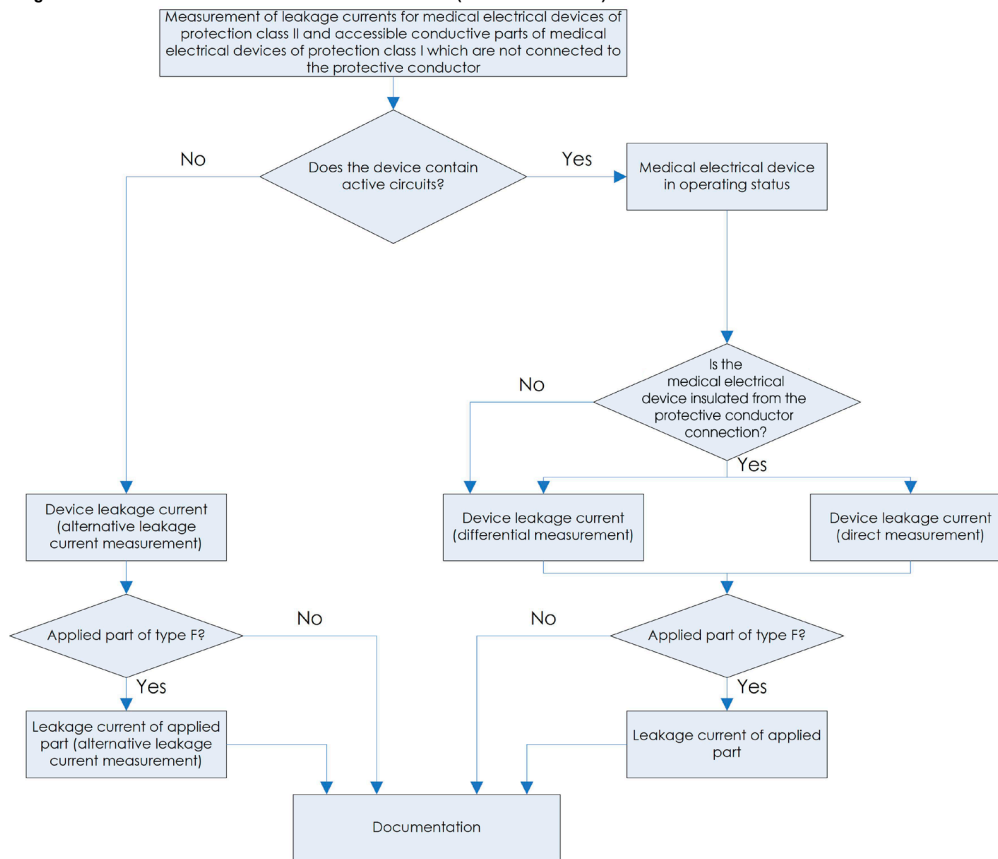 Measurement of leakage currents for medical electrical devices of
protection class II and accessible conductive parts of medical
electrical devices of protection class I which are not connected to
the protective conductor
No
Does the device contain
active circuits?
Yes
Medical electrical device
in operating status
Is the
medical electrical
device insulated from the
protective conductor
connection?
No
Yes
Device leakage current
(alternative leakage
current measurement)
Device leakage current
(differential measurement)
Device leakage current
(direct measurement)
Applied part of type F?
No
No
Applied part of type F?
Yes
Yes
Leakage current of applied
part (alternative leakage
current measurement)
Leakage current of applied
part
Documentation